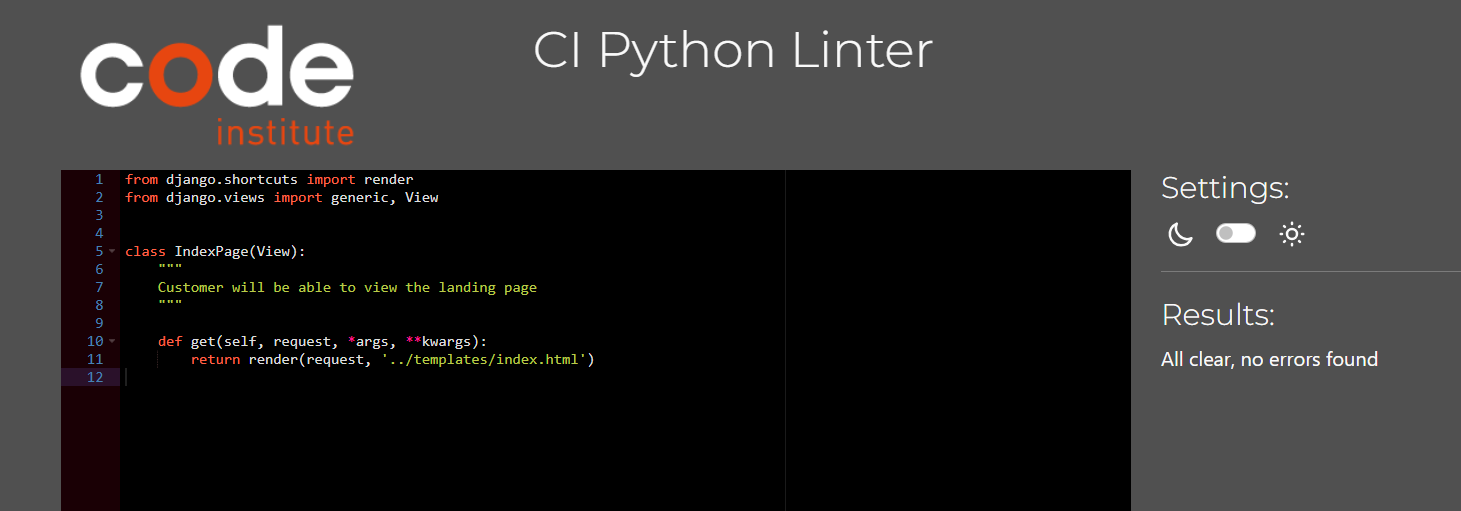 code
institute
CI Python Linter
1 from django.shortcuts import render
2 from django.views import generic, View
3
4
5 class IndexPage(View):
6     """
7     Customer will be able to view the landing page
8     """
9
10     def get(self, request, *args, **kwargs):
11         return render(request, '../templates/index.html')
12
Settings:
Results:
All clear, no errors found